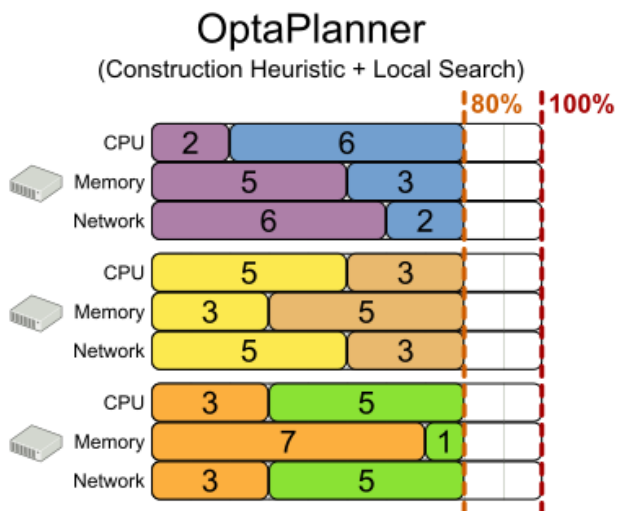 OptaPlanner
(Construction Heuristic + Local Search)
80% 100%
CPU 2 6
Memory 5 3
Network 6 2
CPU 5 3
Memory 3 5
Network 5 3
CPU 3 5
Memory 7 1
Network 3 5